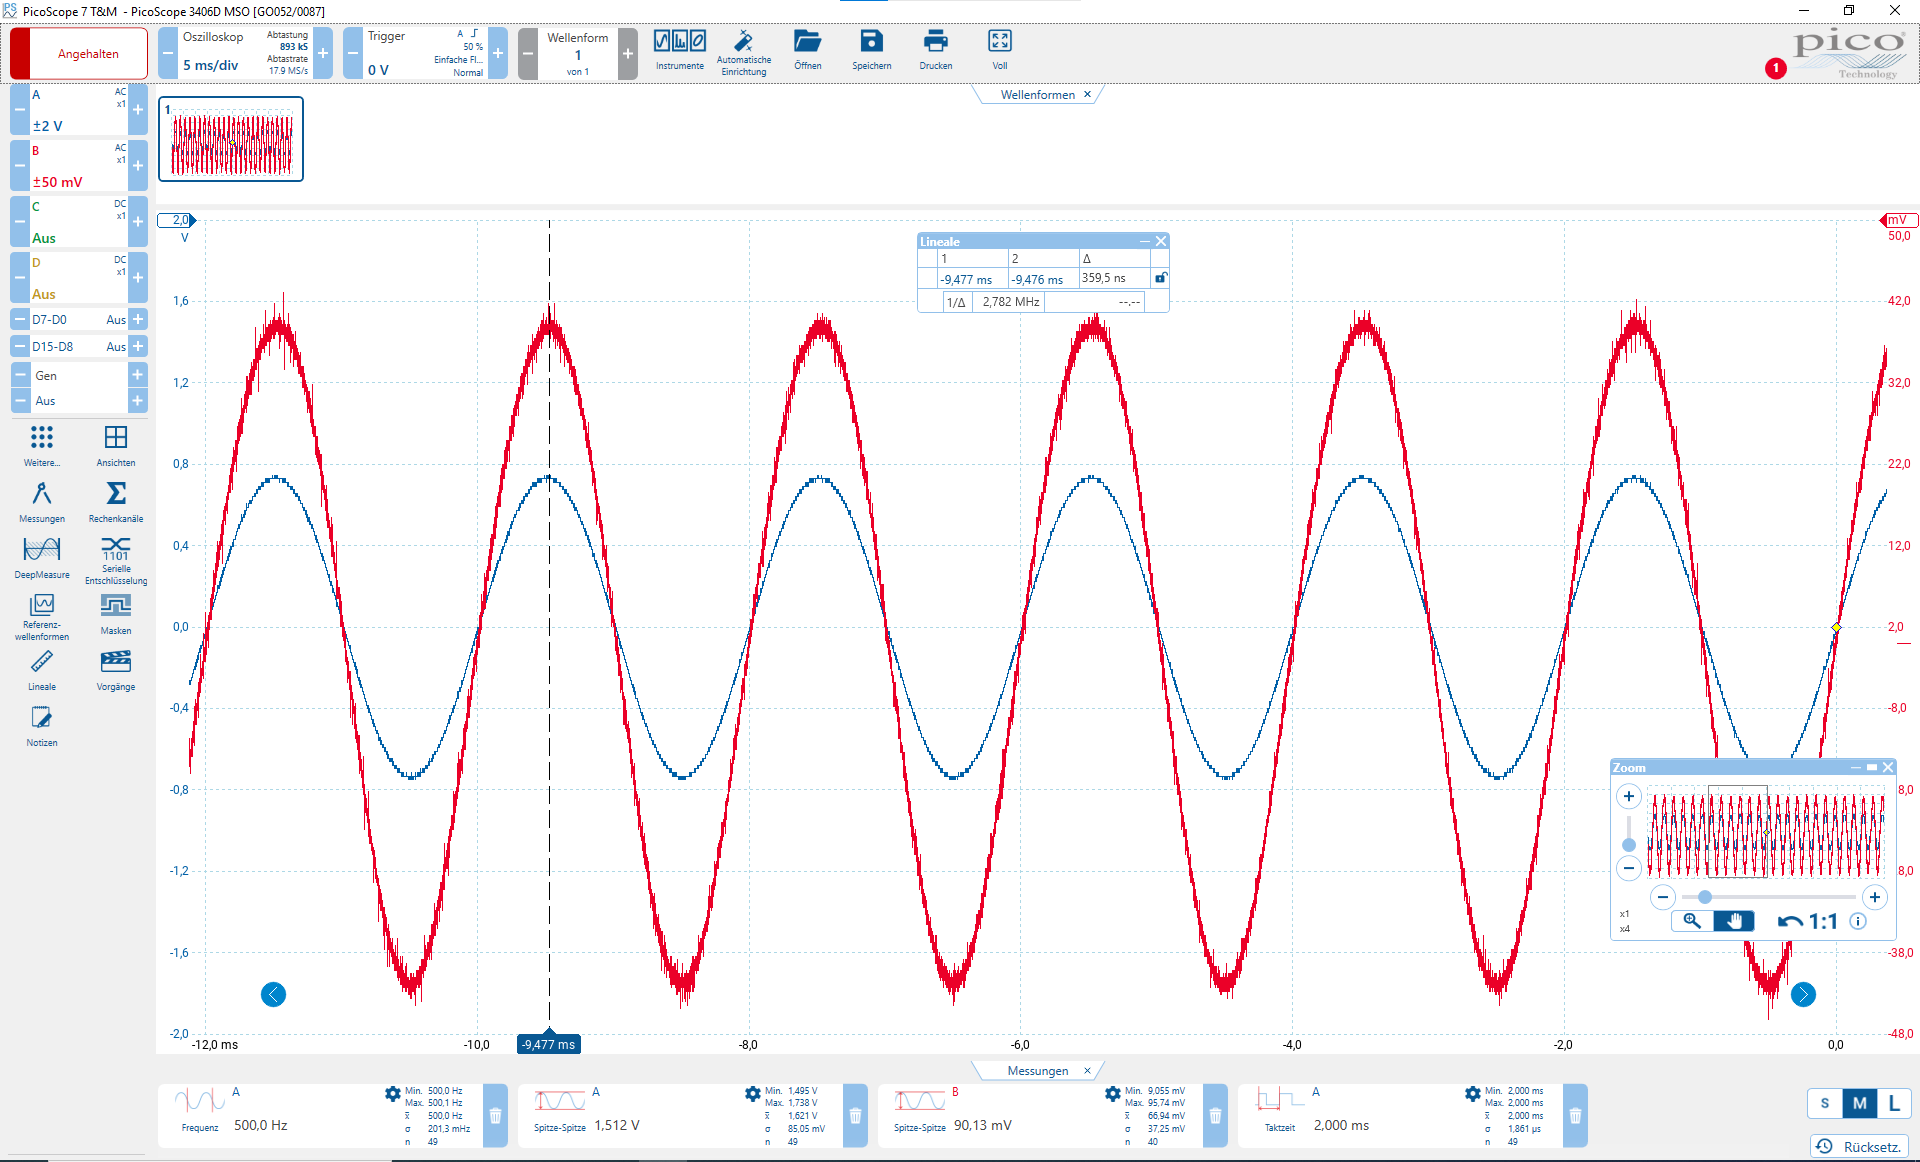 PicoScope 7 T&M - PicoScope 3406D MSO [GO052/0087]
Angehalten
Oszilloskop
5 ms/div
Abtastung
893 kS
Abtastrate
17.9 MS/s
Trigger
0 V
A
50 %
Einfache Fl...
Normal
Wellenform
1
von 1
Instrumente
Automatische
Einrichtung
Öffnen
Speichern
Drucken
Voll
1
pico
Technology
A
AC
x1
±2 V
B
AC
x1
±50 mV
C
DC
x1
Aus
D
DC
x1
Aus
D7-D0 Aus
D15-D8 Aus
Gen
Aus
Weitere...
Ansichten
Messungen
Rechenkanäle
DeepMeasure
1101
Serielle
Entschlüsselung
Referenz-
wellenformen
Masken
Lineale
Vorgänge
Notizen
Wellenformen ×
1
2,0
V
1,6
1,2
0,8
0,4
0,0
-0,4
-0,8
-1,2
-1,6
-2,0
Lineale
1 2 Δ
-9,477 ms -9,476 ms 359,5 ns
1/Δ 2,782 MHz --.--
mV
50,0
42,0
32,0
22,0
12,0
2,0
-8,0
8,0
8,0
-38,0
-48,0
Zoom
x1
x4
1:1
-12,0 ms
-10,0
-9,477 ms
-8,0
-6,0
-4,0
-2,0
0,0
Messungen ×
A
Frequenz
500,0 Hz
Min. 500,0 Hz
Max. 500,1 Hz
x̄ 500,0 Hz
σ 201,3 mHz
n 49
A
Spitze-Spitze
1,512 V
Min. 1,495 V
Max. 1,738 V
x̄ 1,621 V
σ 85,05 mV
n 49
B
Spitze-Spitze
90,13 mV
Min. 9,055 mV
Max. 95,74 mV
x̄ 66,94 mV
σ 37,25 mV
n 40
A
Taktzeit
2,000 ms
Min. 2,000 ms
Max. 2,000 ms
x̄ 2,000 ms
σ 1,861 µs
n 49
S M L
Rücksetz.